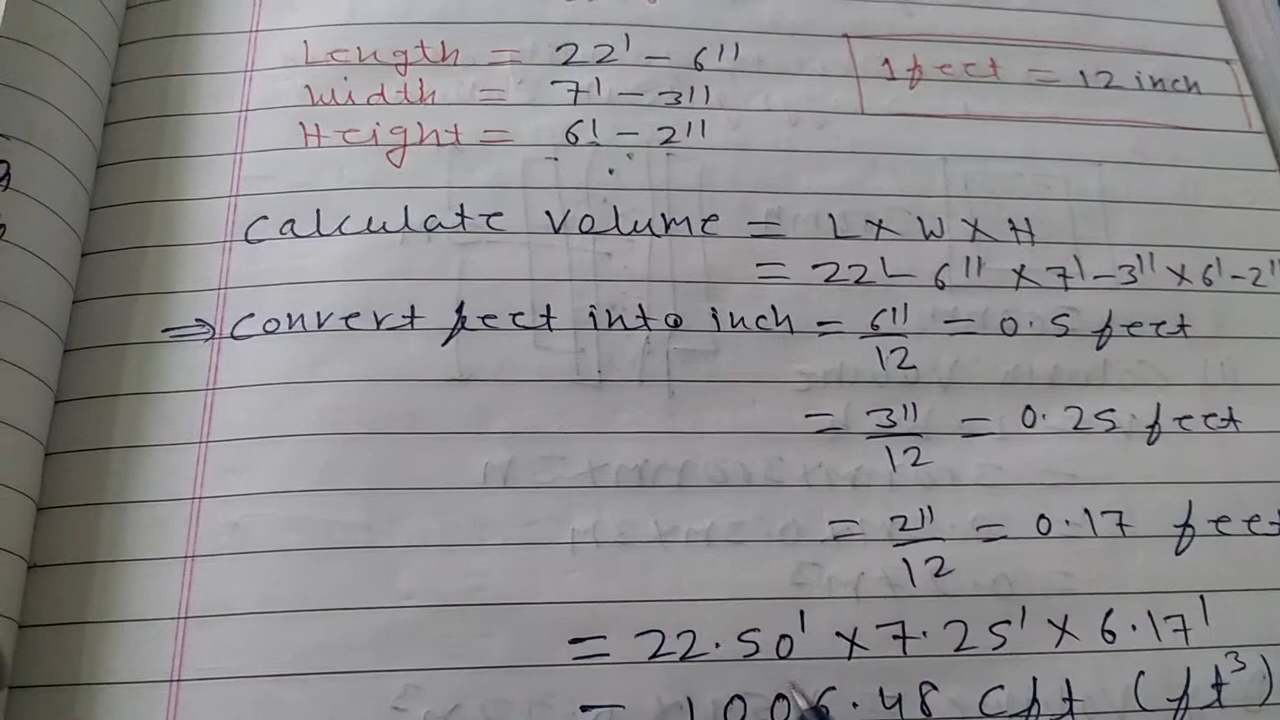 Length = 22' - 6"
1 feet = 12 inch
Width = 7' - 3"
Height = 6' - 2"
Calculate Volume = L x W x H
= 22' - 6" x 7' - 3" x 6' - 2"
⇒ convert feet into inch = 6"/12 = 0.5 feet
= 3"/12 = 0.25 feet
= 2"/12 = 0.17 feet
= 22.50' x 7.25' x 6.17'
= 1006.48 cft (ft³)